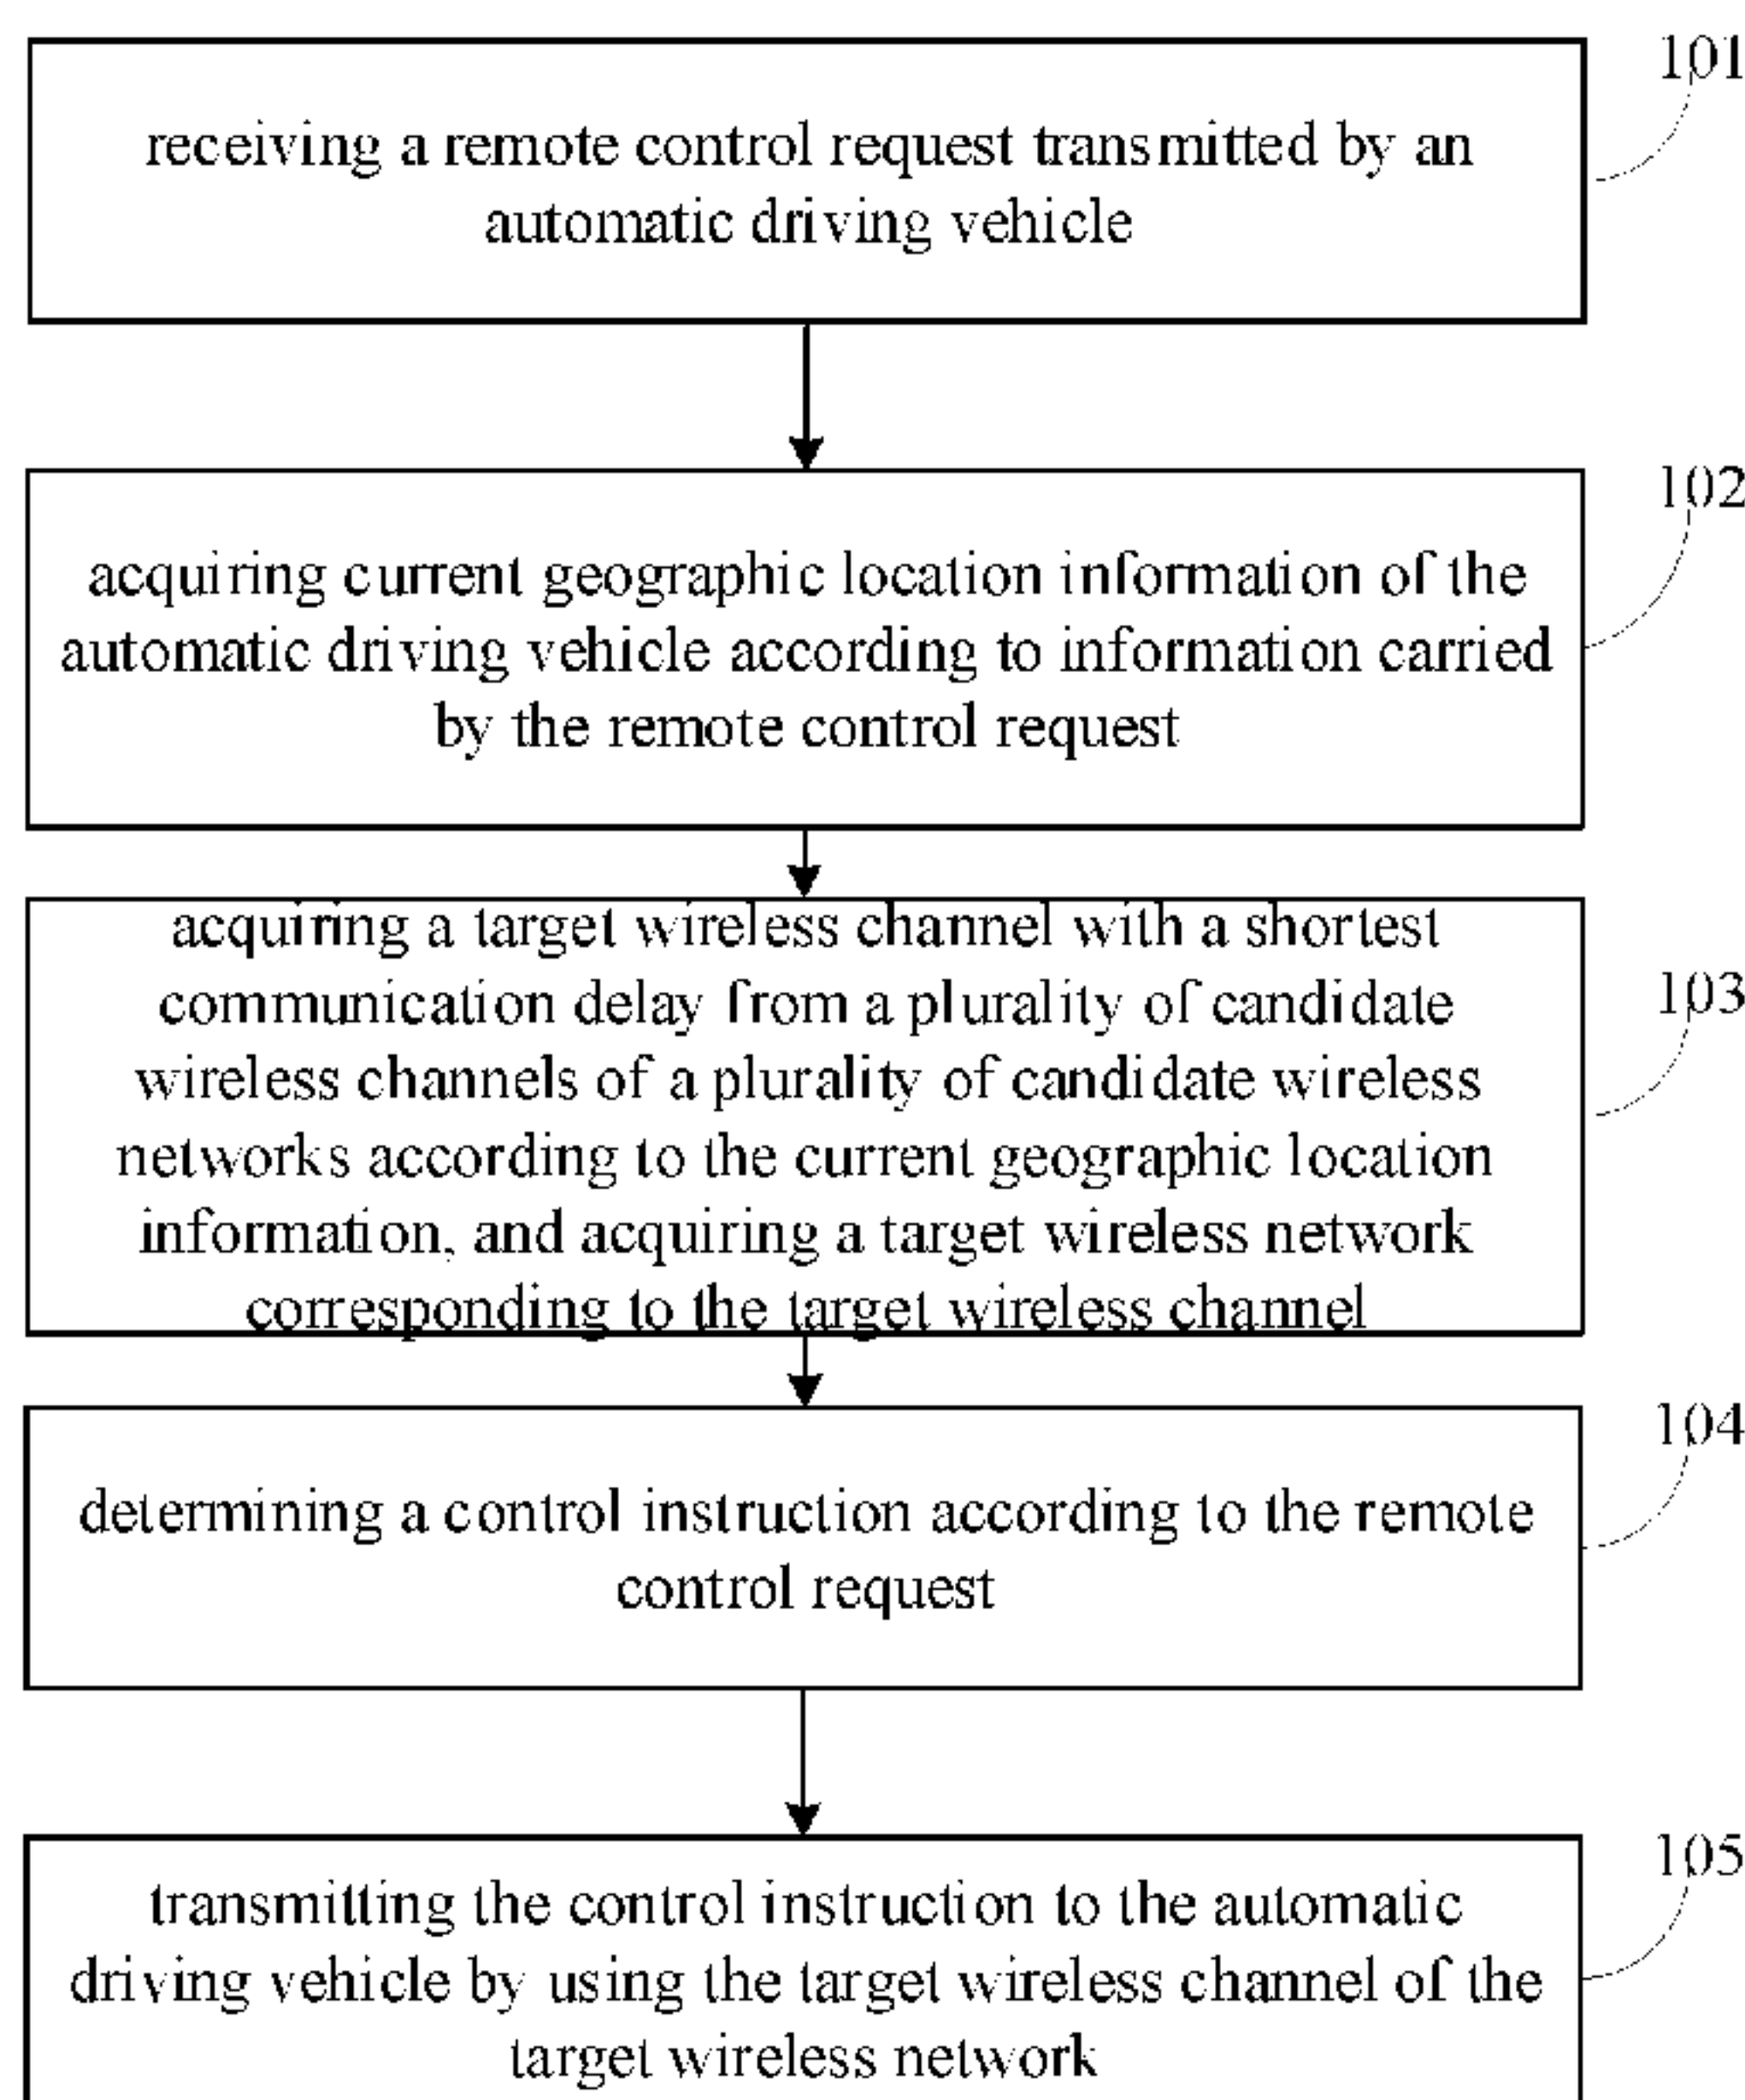 101
receiving a remote control request transmitted by an
automatic driving vehicle
102
acquiring current geographic location information of the
automatic driving vehicle according to information carried
by the remote control request
acquiring a target wireless channel with a shortest
communication delay from a plurality of candidate
103
wireless channels of a plurality of candidate wireless
networks according to the current geographic location
information, and acquiring a target wireless network
corresponding to the target wireless channel
104
determining a control instruction according to the remote
control request
105
transmitting the control instruction to the automatic
driving vehicle by using the target wireless channel of the
target wireless network